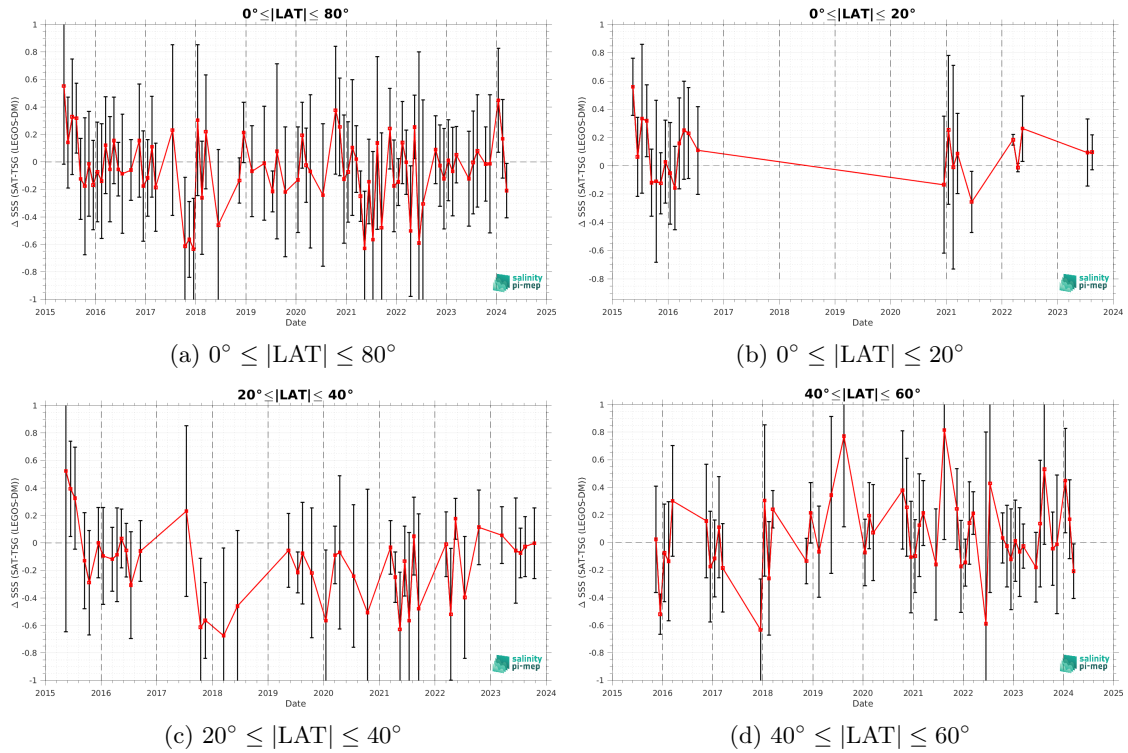 0°≤|LAT|≤ 80°
Δ SSS (SAT-TSG (LEGOS-DM))
1
0.8
0.6
0.4
0.2
0
-0.2
-0.4
-0.6
-0.8
-1
2015 2016 2017 2018 2019 2020 2021 2022 2023 2024 2025
Date
salinity
pi-mep
(a) 0° ≤ |LAT| ≤ 80°
0°≤|LAT|≤ 20°
Δ SSS (SAT-TSG (LEGOS-DM))
1
0.8
0.6
0.4
0.2
0
-0.2
-0.4
-0.6
-0.8
2015 2016 2017 2018 2019 2020 2021 2022 2023 2024
Date
salinity
pi-mep
(b) 0° ≤ |LAT| ≤ 20°
20°≤|LAT|≤ 40°
Δ SSS (SAT-TSG (LEGOS-DM))
1
0.8
0.6
0.4
0.2
0
-0.2
-0.4
-0.6
-0.8
-1
2015 2016 2017 2018 2019 2020 2021 2022 2023 2024
Date
salinity
pi-mep
(c) 20° ≤ |LAT| ≤ 40°
40°≤|LAT|≤ 60°
Δ SSS (SAT-TSG (LEGOS-DM))
1
0.8
0.6
0.4
0.2
0
-0.2
-0.4
-0.6
-0.8
-1
2015 2016 2017 2018 2019 2020 2021 2022 2023 2024 2025
Date
salinity
pi-mep
(d) 40° ≤ |LAT| ≤ 60°